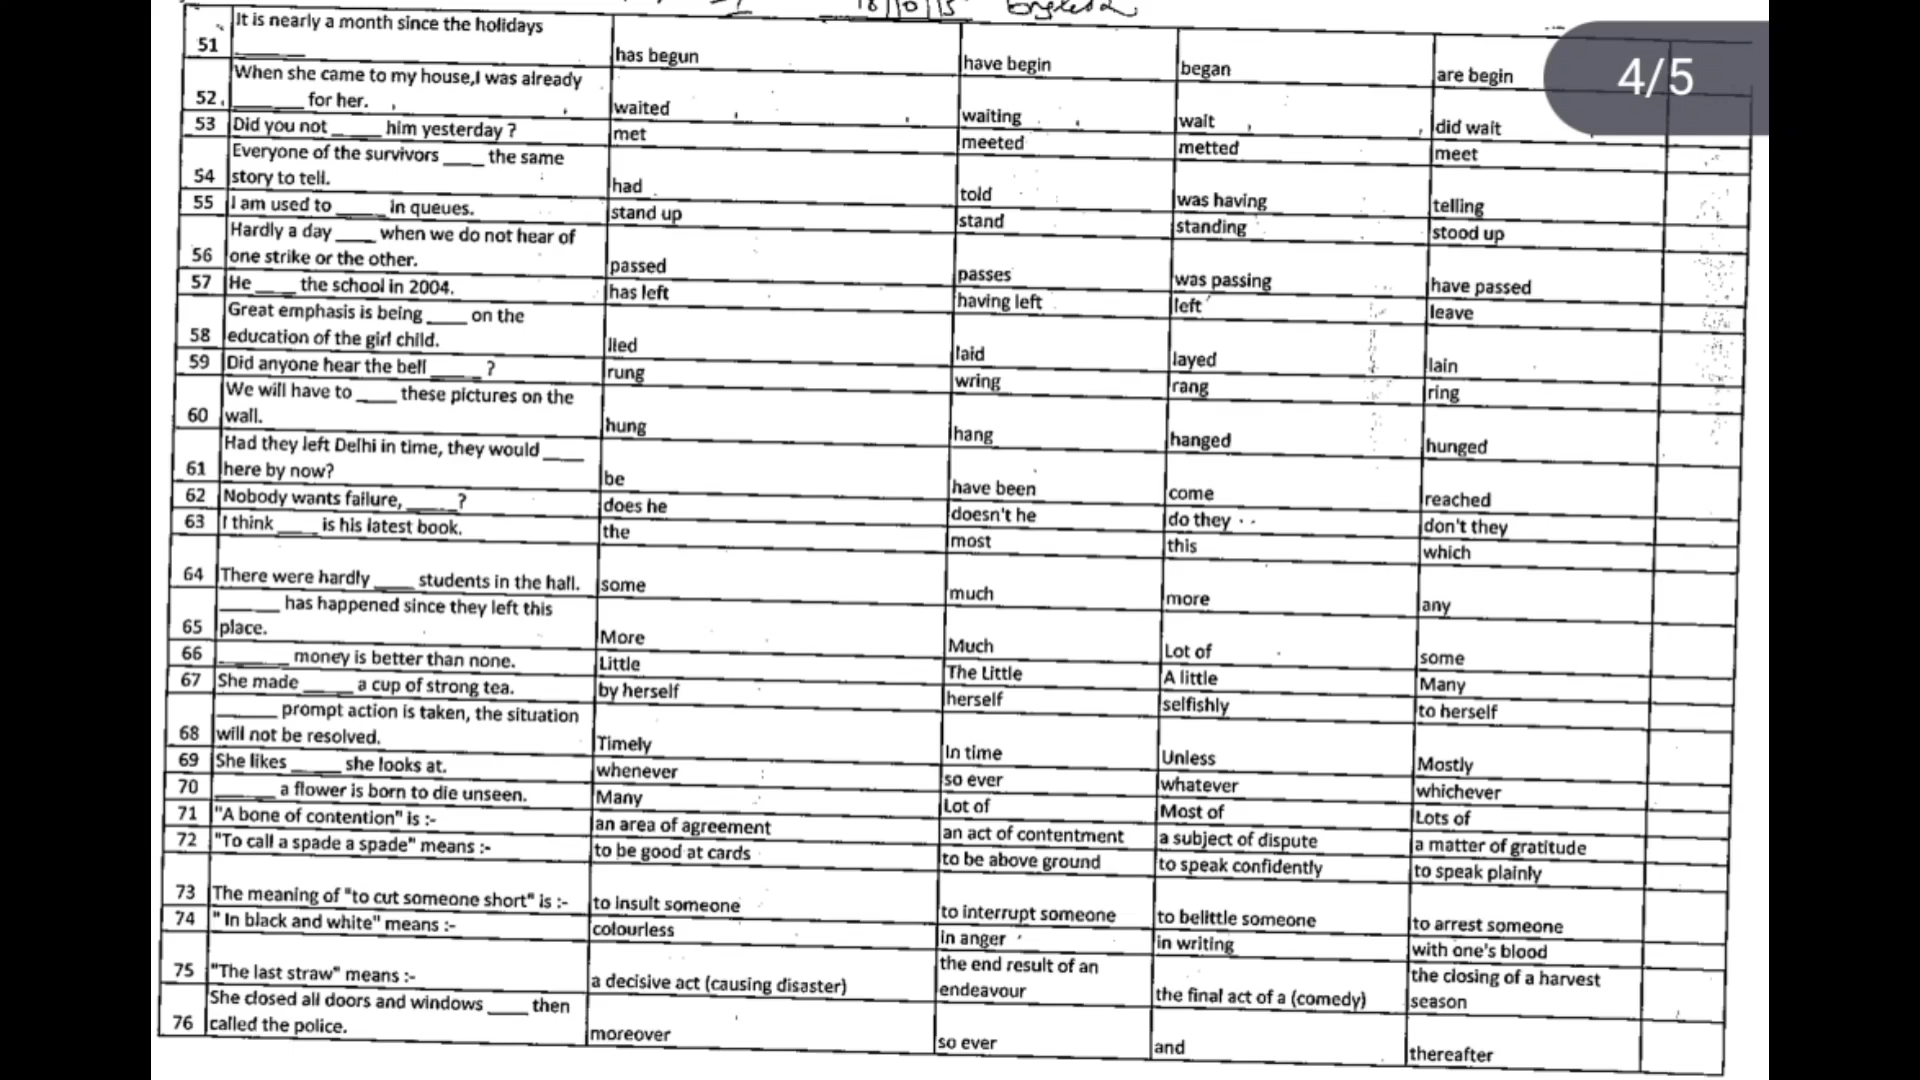 18/10/15 English
4/5
51 It is nearly a month since the holidays ______ has begun have begin began are begin
52. When she came to my house,I was already ______ for her. waited waiting wait did wait
53 Did you not _____ him yesterday ? met meeted metted meet
54 Everyone of the survivors ____ the same story to tell. had told was having telling
55 I am used to _____ in queues. stand up stand standing stood up
56 Hardly a day ____ when we do not hear of one strike or the other. passed passes was passing have passed
57 He ____ the school in 2004. has left having left left leave
58 Great emphasis is being ____ on the education of the girl child. lied laid layed lain
59 Did anyone hear the bell _____ ? rung wring rang ring
60 We will have to ____ these pictures on the wall. hung hang hanged hunged
61 Had they left Delhi in time, they would ____ here by now? be have been come reached
62 Nobody wants failure, _____? does he doesn't he do they don't they
63 I think ____ is his latest book. the most this which
64 There were hardly ____ students in the hall. some much more any
65 ______ has happened since they left this place. More Much Lot of some
66 _______ money is better than none. Little The Little A little Many
67 She made _____ a cup of strong tea. by herself herself selfishly to herself
68 ______ prompt action is taken, the situation will not be resolved. Timely In time Unless Mostly
69 She likes _____ she looks at. whenever so ever whatever whichever
70 ______ a flower is born to die unseen. Many Lot of Most of Lots of
71 "A bone of contention" is :- an area of agreement an act of contentment a subject of dispute a matter of gratitude
72 "To call a spade a spade" means :- to be good at cards to be above ground to speak confidently to speak plainly
73 The meaning of "to cut someone short" is :- to insult someone to interrupt someone to belittle someone to arrest someone
74 " In black and white" means :- colourless in anger in writing with one's blood
75 "The last straw" means :- a decisive act (causing disaster) the end result of an endeavour the final act of a (comedy) the closing of a harvest season
76 She closed all doors and windows ____ then called the police. moreover so ever and thereafter